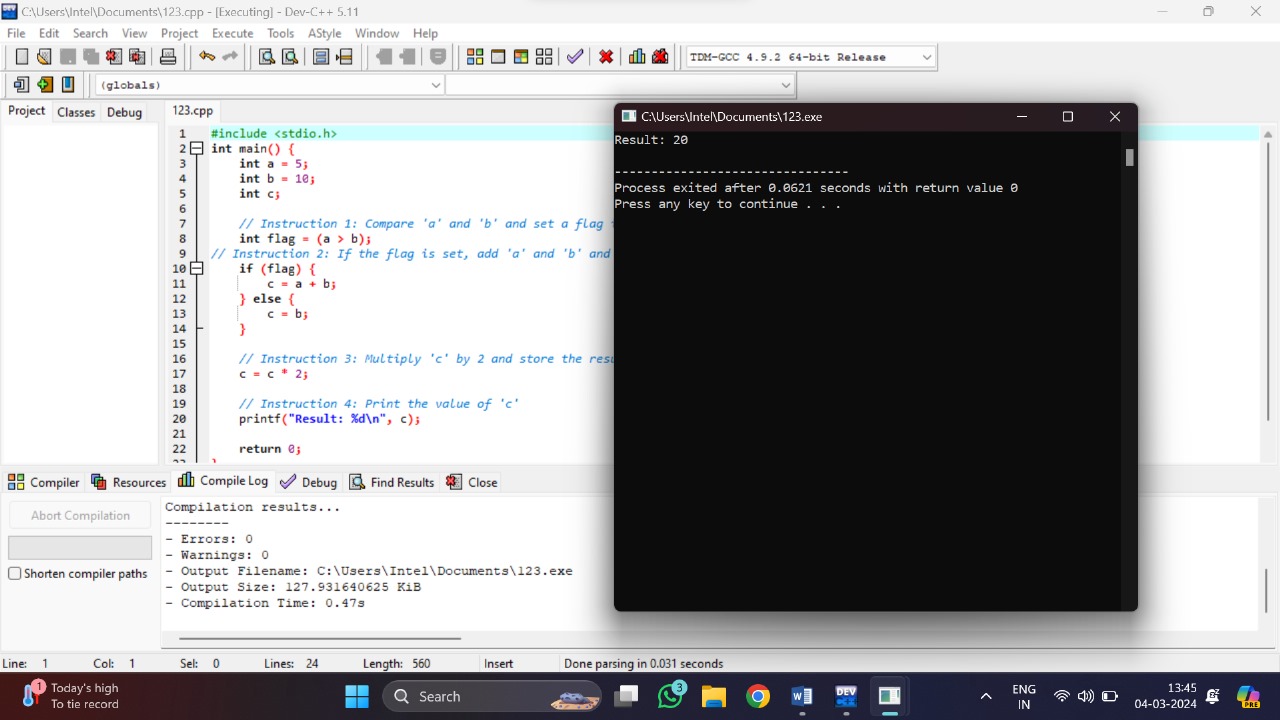 C:\Users\Intel\Documents\123.cpp - [Executing] - Dev-C++ 5.11
File Edit Search View Project Execute Tools AStyle Window Help
TDM-GCC 4.9.2 64-bit Release
(globals)
Project Classes Debug
123.cpp
1 #include <stdio.h>
2 int main() {
3 int a = 5;
4 int b = 10;
5 int c;
6
7 // Instruction 1: Compare 'a' and 'b' and set a flag
8 int flag = (a > b);
9 // Instruction 2: If the flag is set, add 'a' and 'b' and
10 if (flag) {
11 c = a + b;
12 } else {
13 c = b;
14 }
15
16 // Instruction 3: Multiply 'c' by 2 and store the
17 c = c * 2;
18
19 // Instruction 4: Print the value of 'c'
20 printf("Result: %d\n", c);
21
22 return 0;
C:\Users\Intel\Documents\123.exe
Result: 20
--------------------------------
Process exited after 0.0621 seconds with return value 0
Press any key to continue . . .
Compiler Resources Compile Log Debug Find Results Close
Abort Compilation
Shorten compiler paths
Compilation results...
--------
- Errors: 0
- Warnings: 0
- Output Filename: C:\Users\Intel\Documents\123.exe
- Output Size: 127.931640625 KiB
- Compilation Time: 0.47s
Line: 1 Col: 1 Sel: 0 Lines: 24 Length: 560 Insert Done parsing in 0.031 seconds
1
Today's high
To tie record
Search
3
DEV
ENG
IN
13:45
04-03-2024
PRE